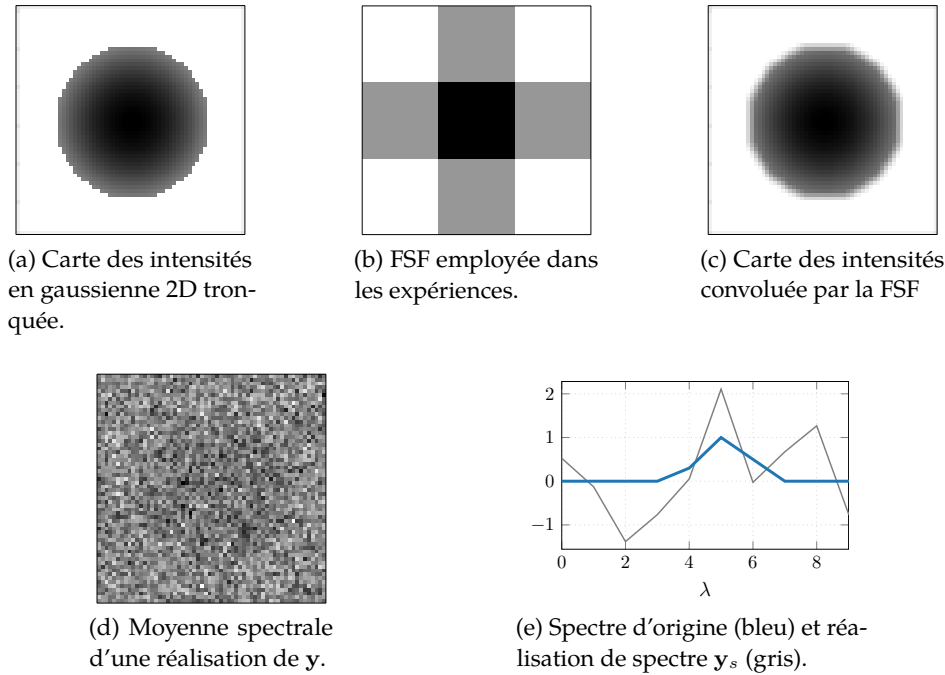 (a) Carte des intensités
en gaussienne 2D tron-
quée.
(b) FSF employée dans
les expériences.
(c) Carte des intensités
convoluée par la FSF
2
1
0
−1
0 2 4 6 8
λ
(d) Moyenne spectrale
d'une réalisation de y.
(e) Spectre d'origine (bleu) et réa-
lisation de spectre yₛ (gris).